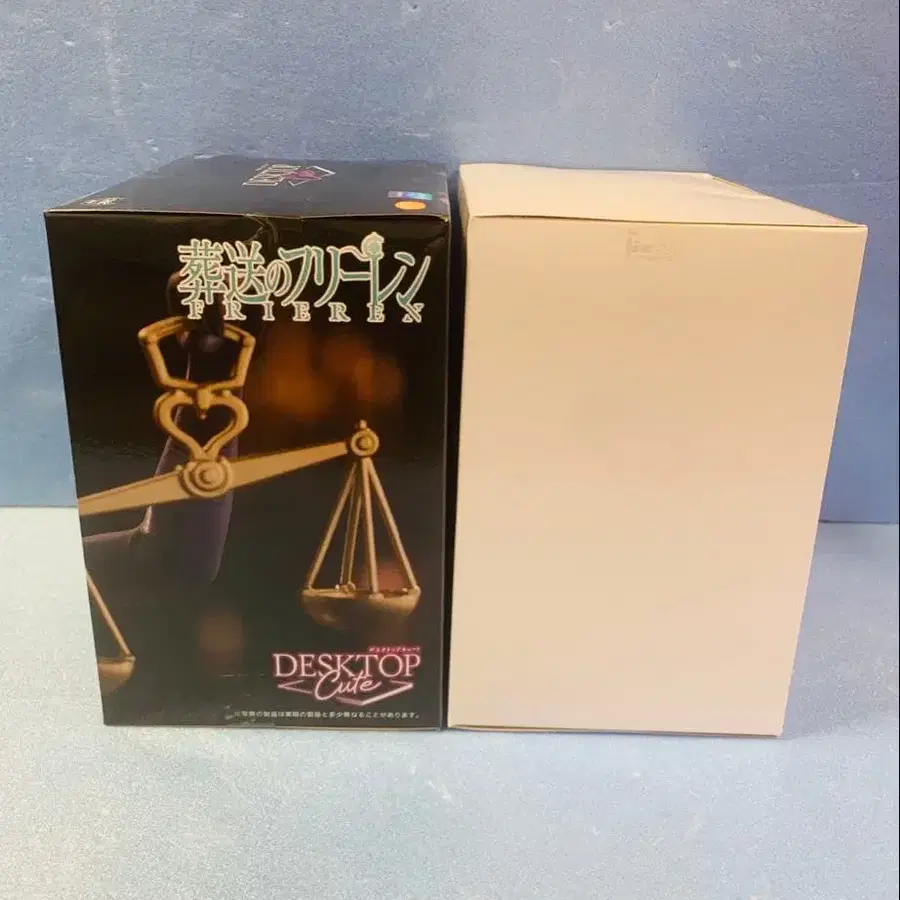 葬送のフリーレン
FRIEREN
デスクトップキュート
DESKTOP
Cute
※写真の製品は実際の製品と多少異なることがあります。